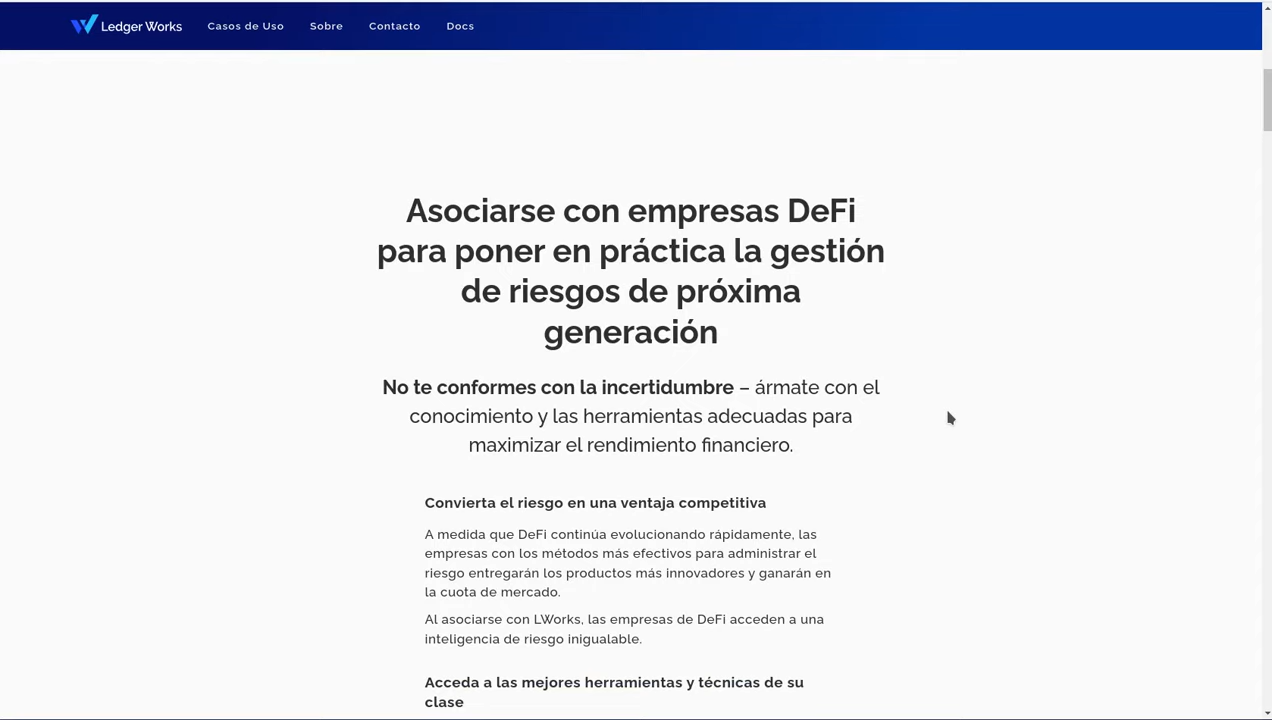 Ledger Works
Casos de Uso
Sobre
Contacto
Docs
Asociarse con empresas DeFi
para poner en práctica la gestión
de riesgos de próxima
generación
No te conformes con la incertidumbre – ármate con el
conocimiento y las herramientas adecuadas para
maximizar el rendimiento financiero.
Convierta el riesgo en una ventaja competitiva
A medida que DeFi continúa evolucionando rápidamente, las
empresas con los métodos más efectivos para administrar el
riesgo entregarán los productos más innovadores y ganarán en
la cuota de mercado.
Al asociarse con LWorks, las empresas de DeFi acceden a una
inteligencia de riesgo inigualable.
Acceda a las mejores herramientas y técnicas de su
clase